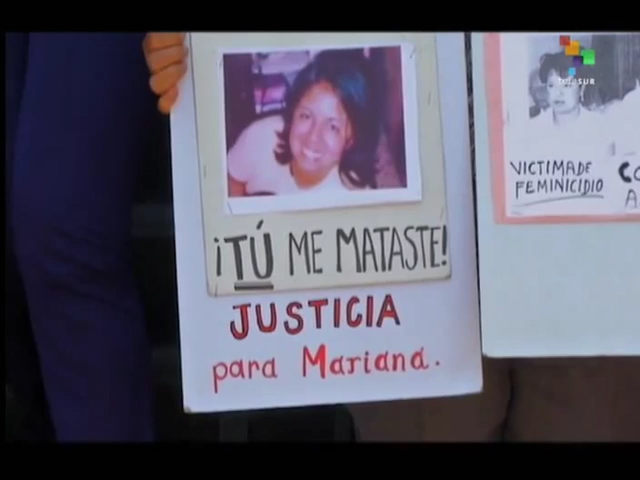 ¡TÚ ME MATASTE!
JUSTICIA
para Mariana.
teleSUR
VICTIMA DE
FEMINICIDIO